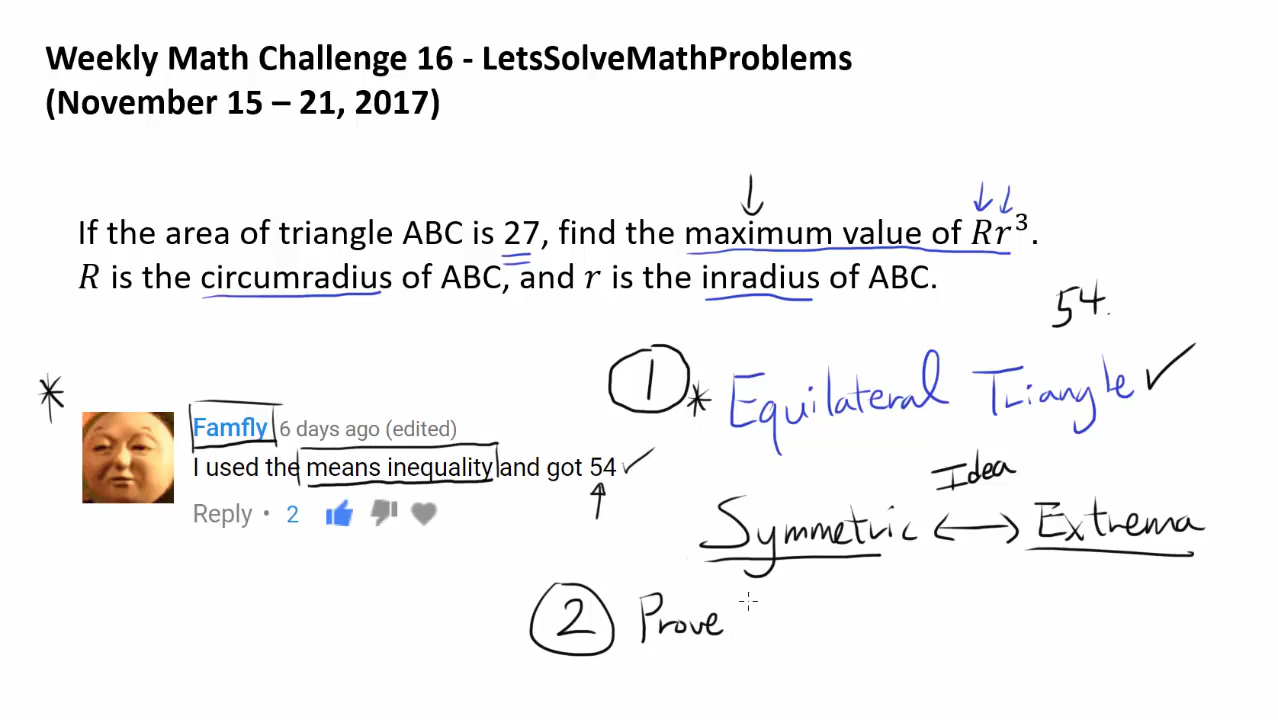 Weekly Math Challenge 16 - LetsSolveMathProblems
(November 15 – 21, 2017)
If the area of triangle ABC is 27, find the maximum value of Rr³.
R is the circumradius of ABC, and r is the inradius of ABC.
54.
1 * Equilateral Triangle ✓
*
Famfly 6 days ago (edited)
I used the means inequality and got 54 ✓
Reply • 2
Idea
Symmetric ⟷ Extrema
2 Prove